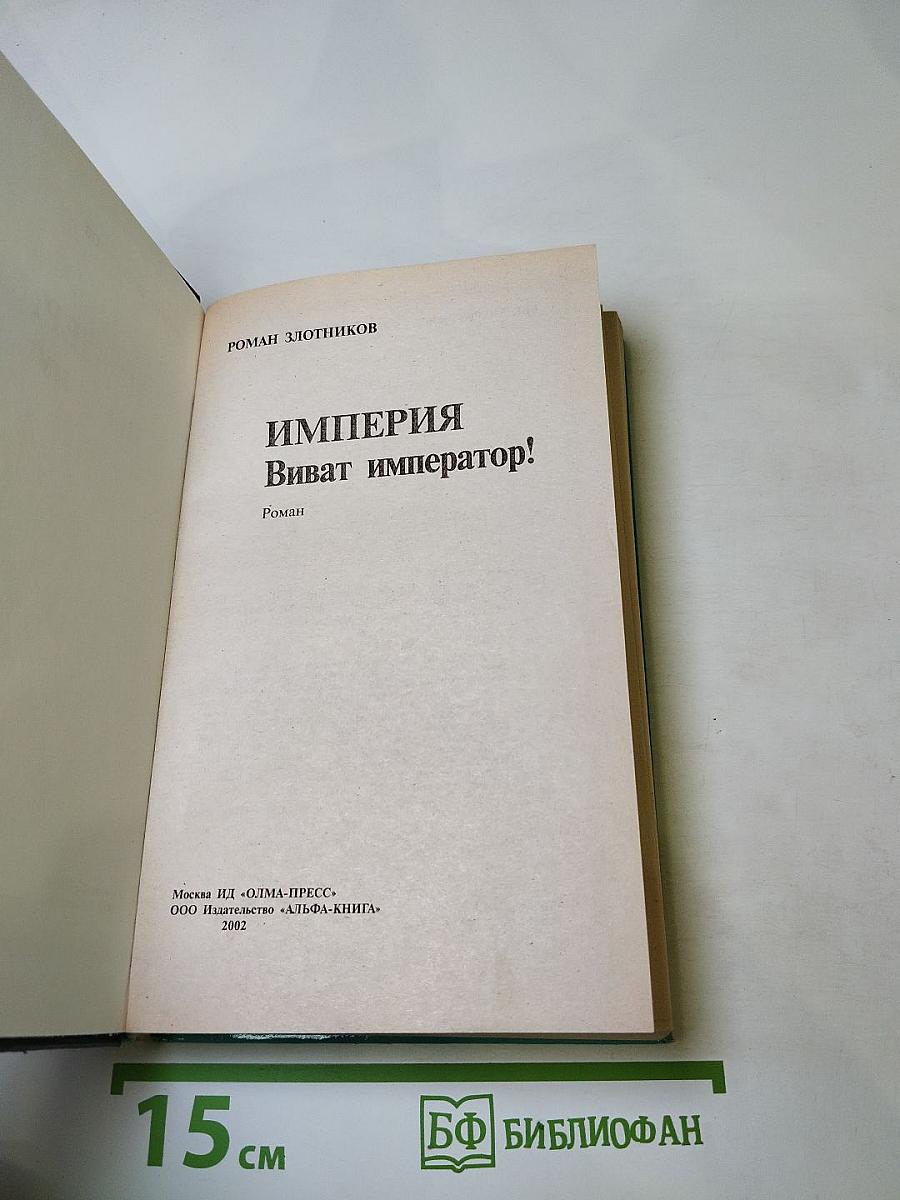 РОМАН ЗЛОТНИКОВ
ИМПЕРИЯ
Виват император!
Роман
Москва ИД «ОЛМА-ПРЕСС»
ООО Издательство «АЛЬФА-КНИГА»
2002
15 см
БФ БИБЛИОФАН